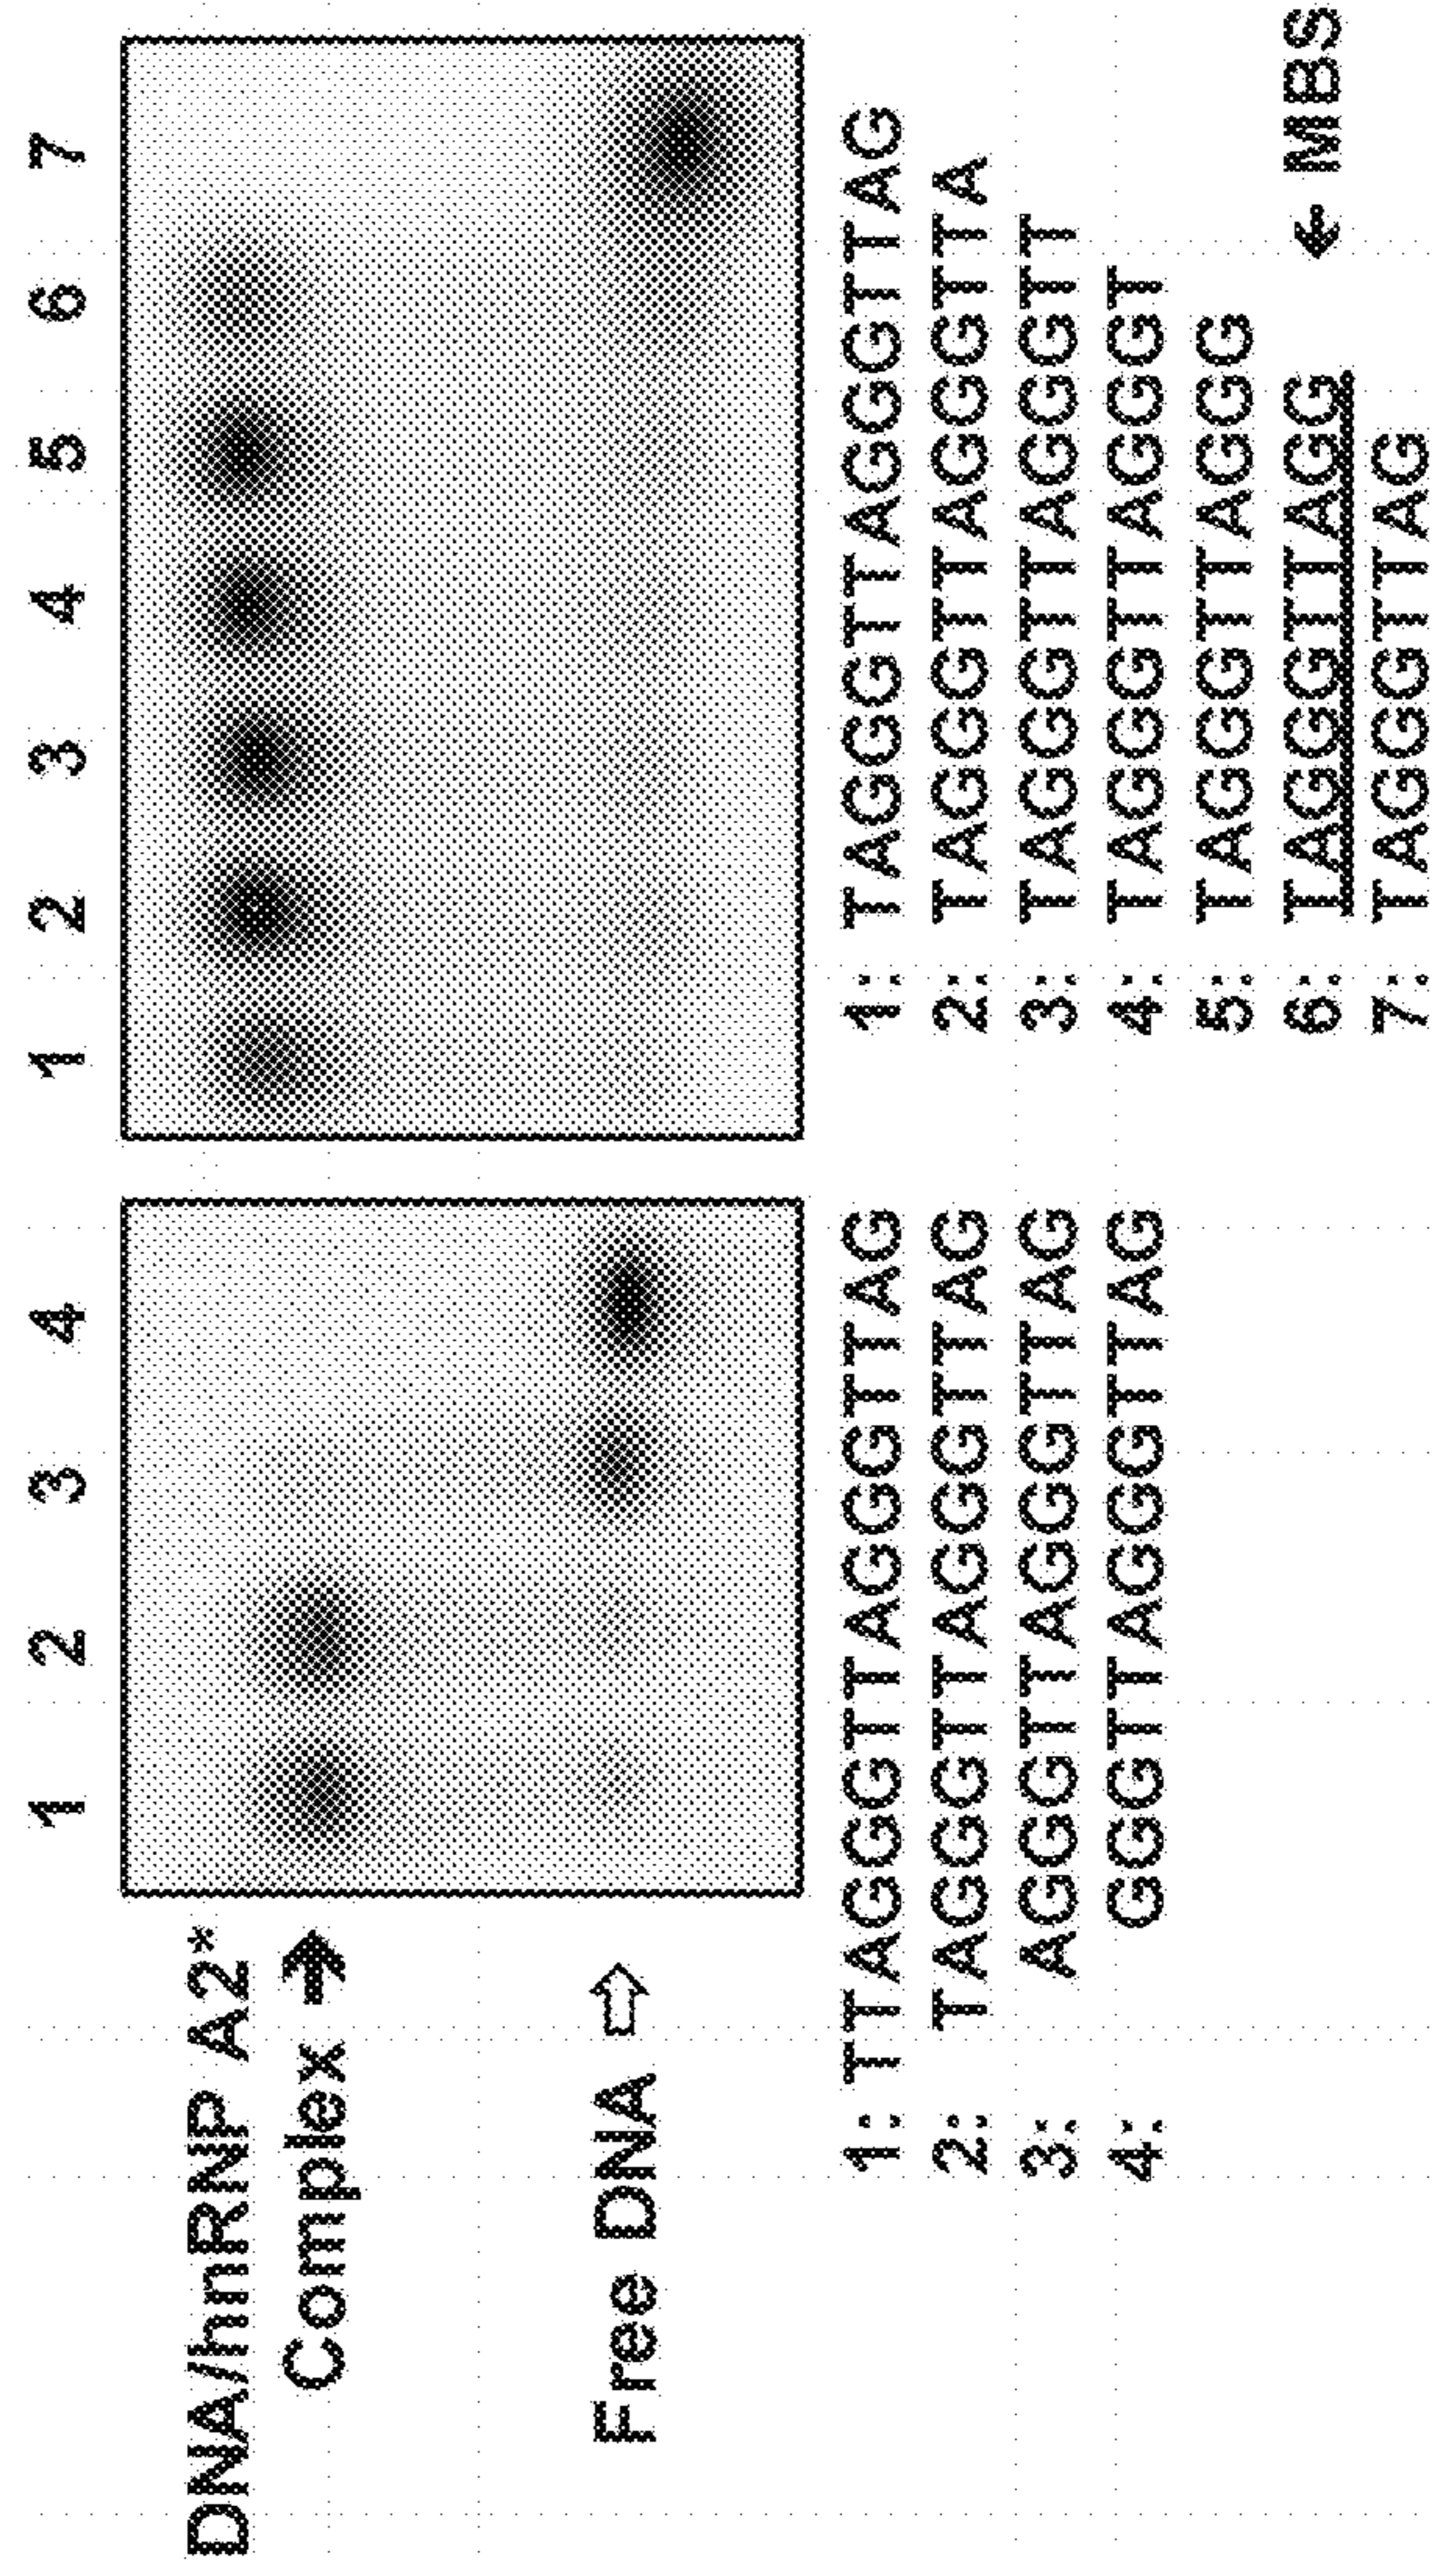 1 2 3 4
1 2 3 4 5 6 7
DNA/hnRNP A2*
Complex
Free DNA
1: TTAGGGTTAGGGTTAG
2: TAGGGTTAGGGTTAG
3: AGGGTTAGGGTTAG
4: GGGTTAGGGTTAG
1: TAGGGTTAGGGTTAG
2: TAGGGTTAGGGTTA
3: TAGGGTTAGGGTT
4: TAGGGTTAGGGT
5: TAGGGTTAGGG
6: TAGGGTTAGG ← MBS
7: TAGGGTTAG